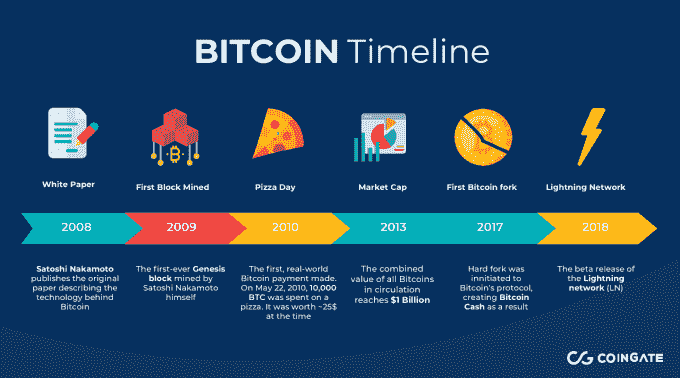 BITCOIN Timeline
White Paper
First Block Mined
Pizza Day
Market Cap
First Bitcoin fork
Lightning Network
2008
2009
2010
2013
2017
2018
Satoshi Nakamoto
publishes the original
paper describing the
technology behind
Bitcoin
The first-ever Genesis
block mined by
Satoshi Nakamoto
himself
The first, real-world
Bitcoin payment made.
On May 22, 2010, 10,000
BTC was spent on a
pizza. It was worth ~25$
at the time
The combined
value of all Bitcoins
in circulation
reaches $1 Billion
Hard fork was
innitiated to
Bitcoin's protocol,
creating Bitcoin
Cash as a result
The beta release of
the Lightning
network (LN)
COINGATE